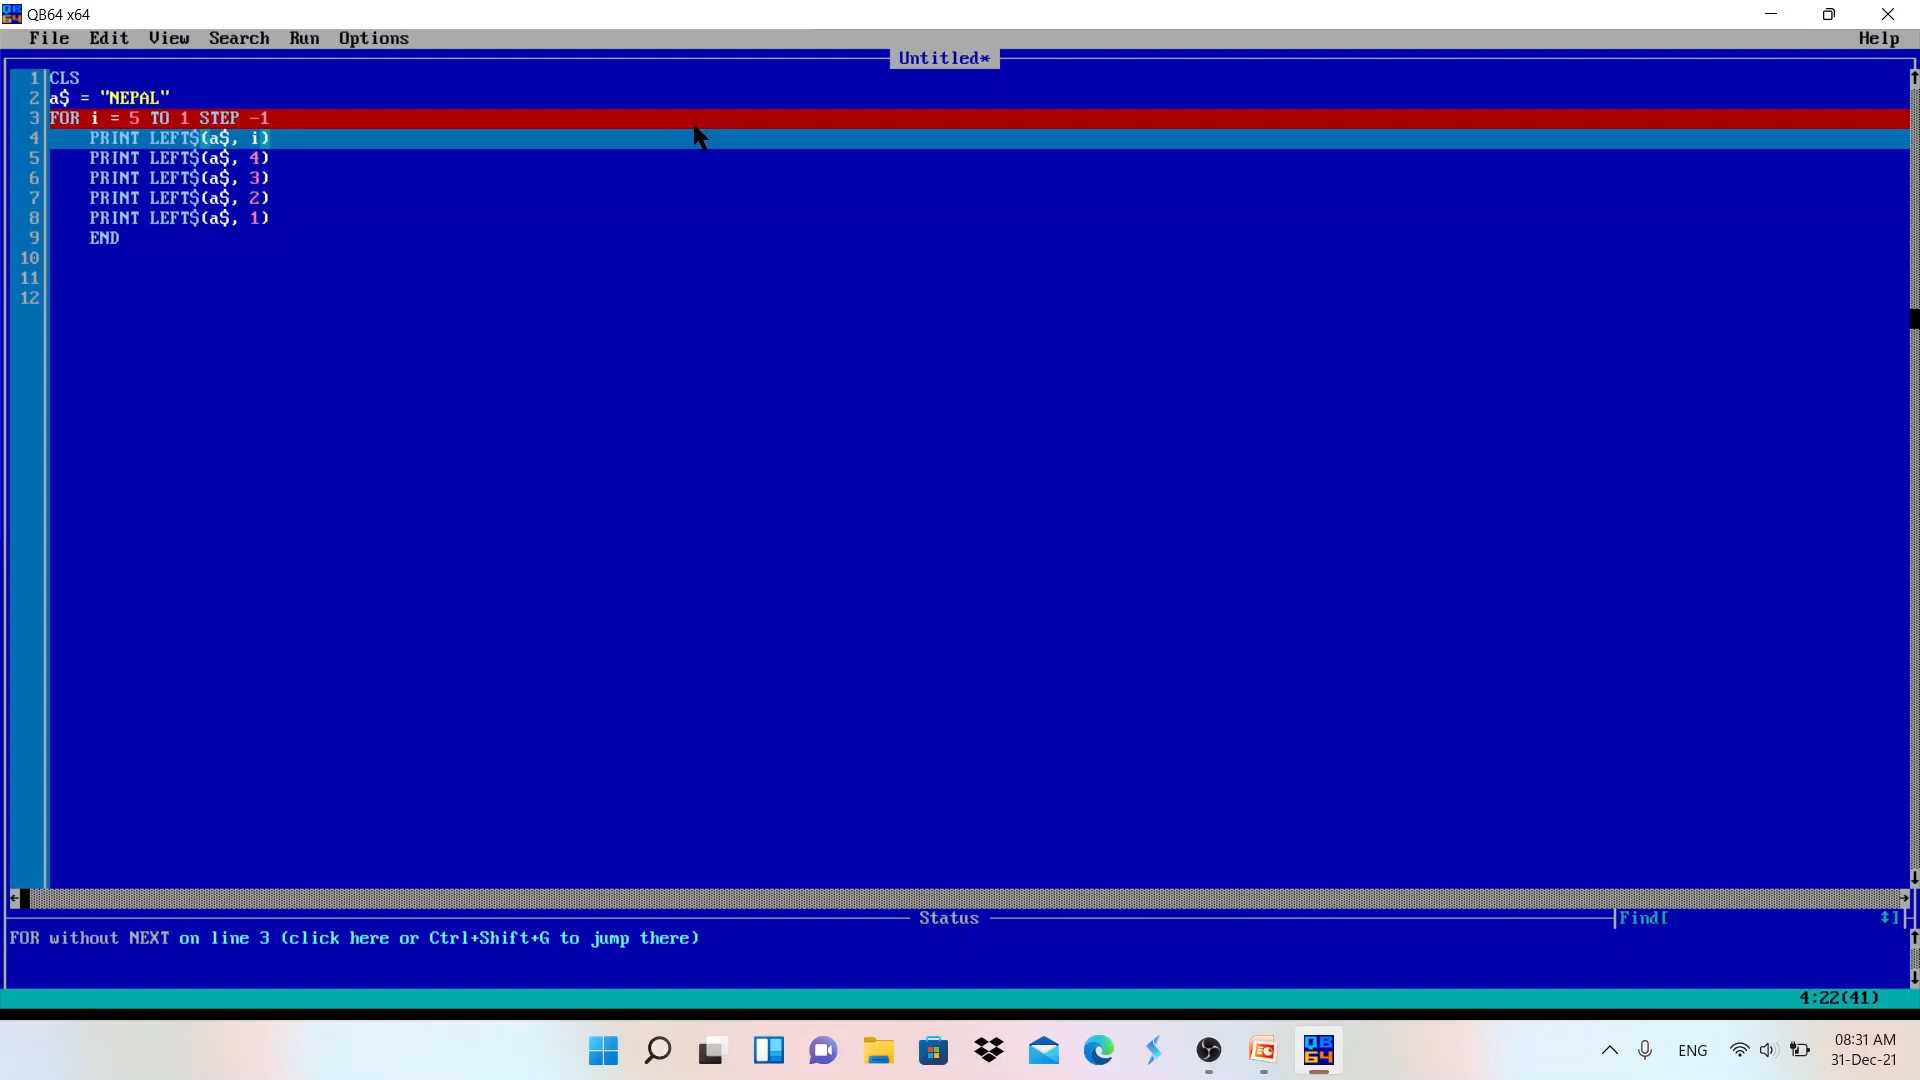 QB64 x64
File Edit View Search Run Options Help
Untitled*
1 CLS
2 a$ = "NEPAL"
3 FOR i = 5 TO 1 STEP -1
4 PRINT LEFT$(a$, i)
5 PRINT LEFT$(a$, 4)
6 PRINT LEFT$(a$, 3)
7 PRINT LEFT$(a$, 2)
8 PRINT LEFT$(a$, 1)
9 END
10
11
12
Status Find[ ]
FOR without NEXT on line 3 (click here or Ctrl+Shift+G to jump there)
4:22(41)
ENG 08:31 AM
31-Dec-21